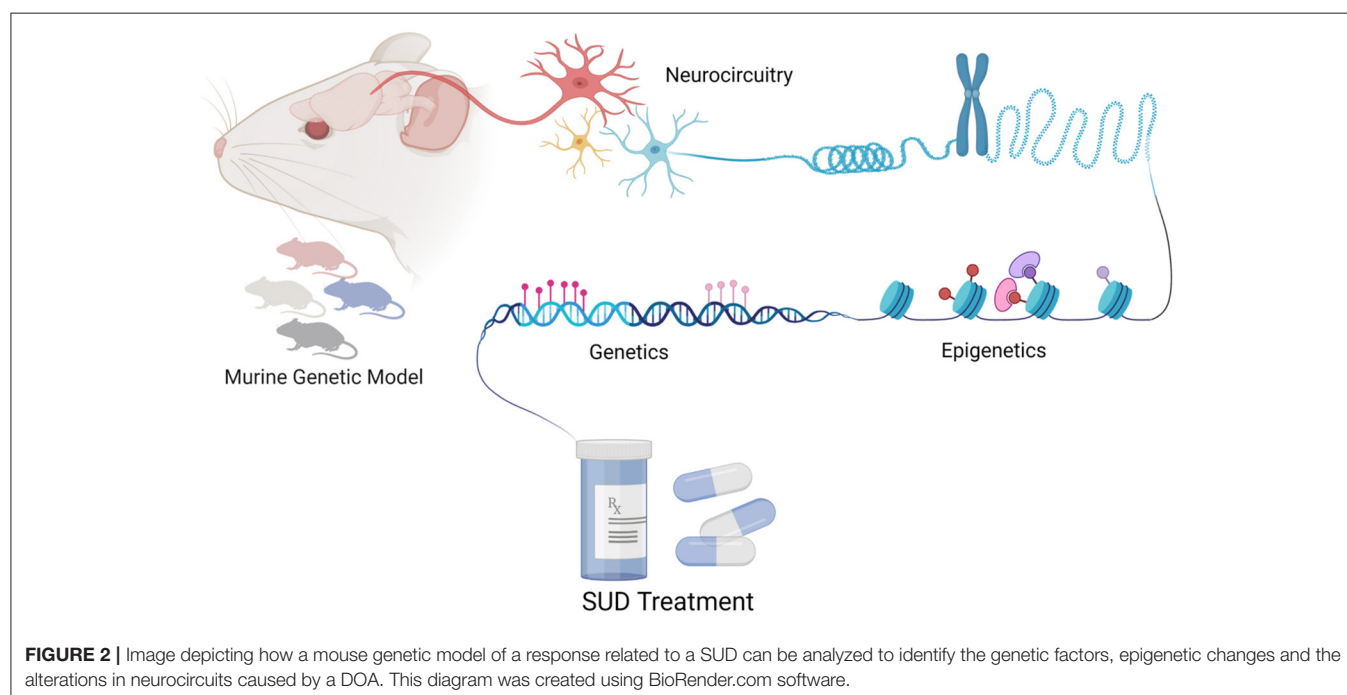 Neurocircuitry
Genetics
Epigenetics
Murine Genetic Model
Rx
SUD Treatment
FIGURE 2 | Image depicting how a mouse genetic model of a response related to a SUD can be analyzed to identify the genetic factors, epigenetic changes and the
alterations in neurocircuits caused by a DOA. This diagram was created using BioRender.com software.